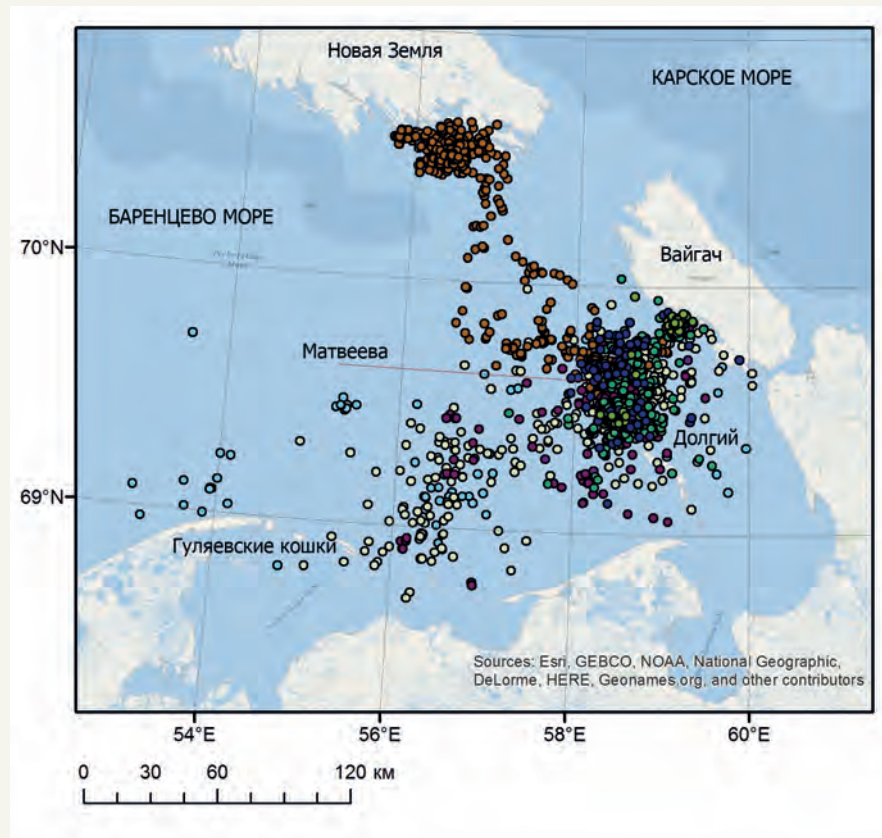 Новая Земля
КАРСКОЕ МОРЕ
БАРЕНЦЕВО МОРЕ
70°N
Вайгач
Матвеева
Долгий
69°N
Гуляевские кошки
Sources: Esri, GEBCO, NOAA, National Geographic,
DeLorme, HERE, Geonames.org, and other contributors
54°E 56°E 58°E 60°E
0 30 60 120 км